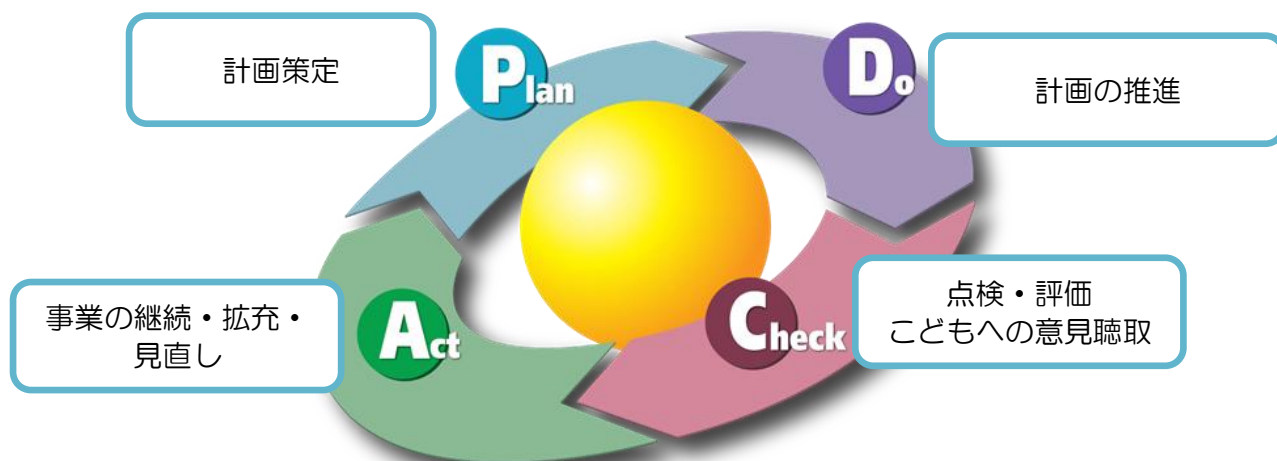 計画策定
Plan
Do
計画の推進
事業の継続・拡充・
見直し
Act
Check
点検・評価
こどもへの意見聴取